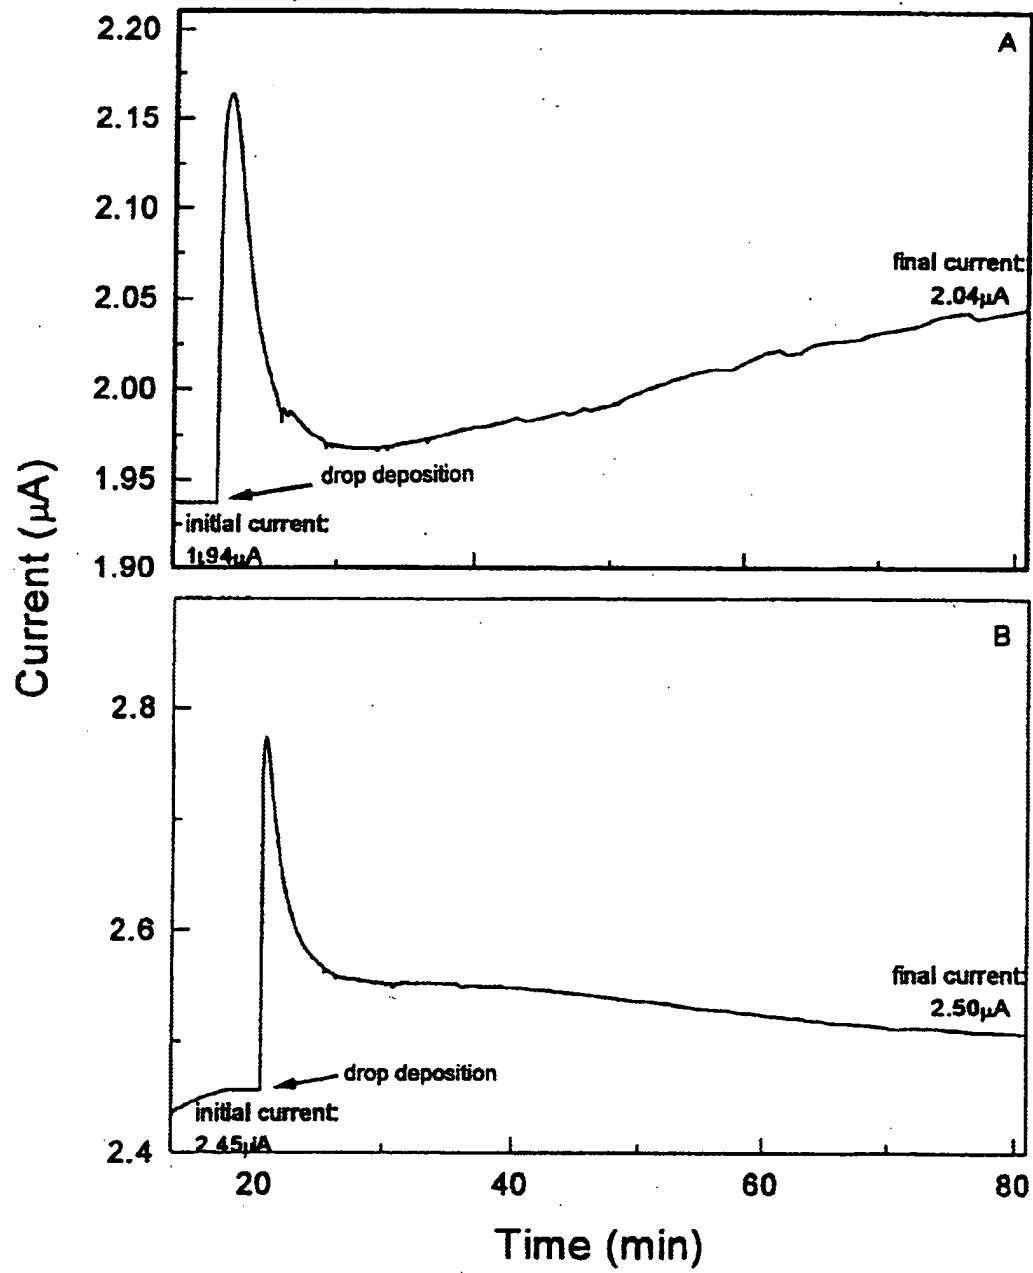 2.20
A
2.15
2.10
final current:
2.05
2.04μA
2.00
1.95
drop deposition
initial current:
1.94μA
1.90
Current (μA)
B
2.8
2.6
final current:
2.50μA
drop deposition
initial current:
2.45μA
2.4
20 40 60 80
Time (min)